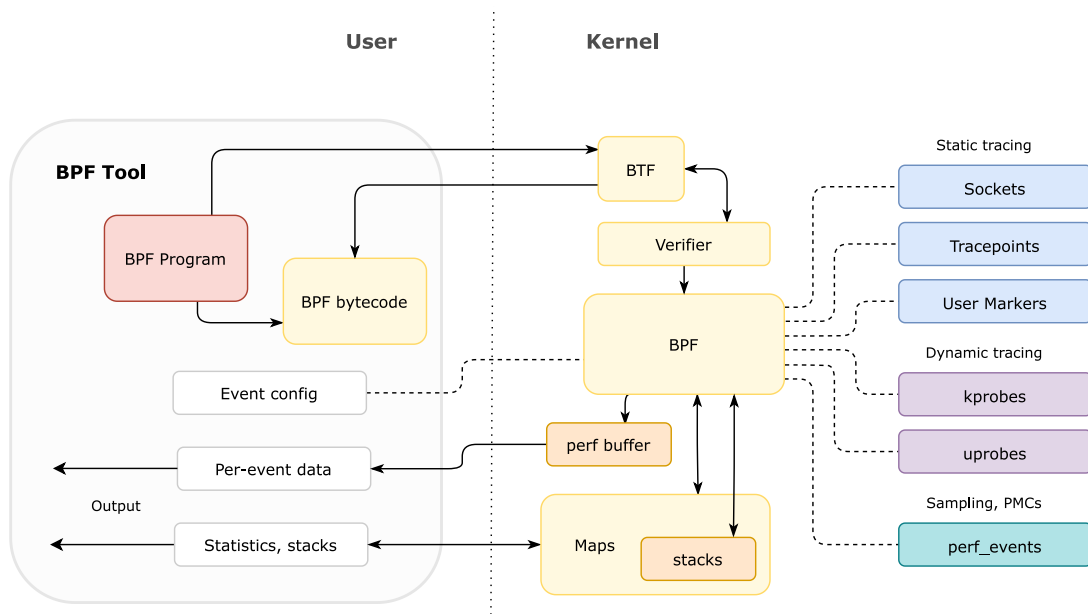 User
Kernel
BPF Tool
BPF Program
BPF bytecode
Event config
Per-event data
Output
Statistics, stacks
BTF
Verifier
BPF
perf buffer
Maps
stacks
Static tracing
Sockets
Tracepoints
User Markers
Dynamic tracing
kprobes
uprobes
Sampling, PMCs
perf_events